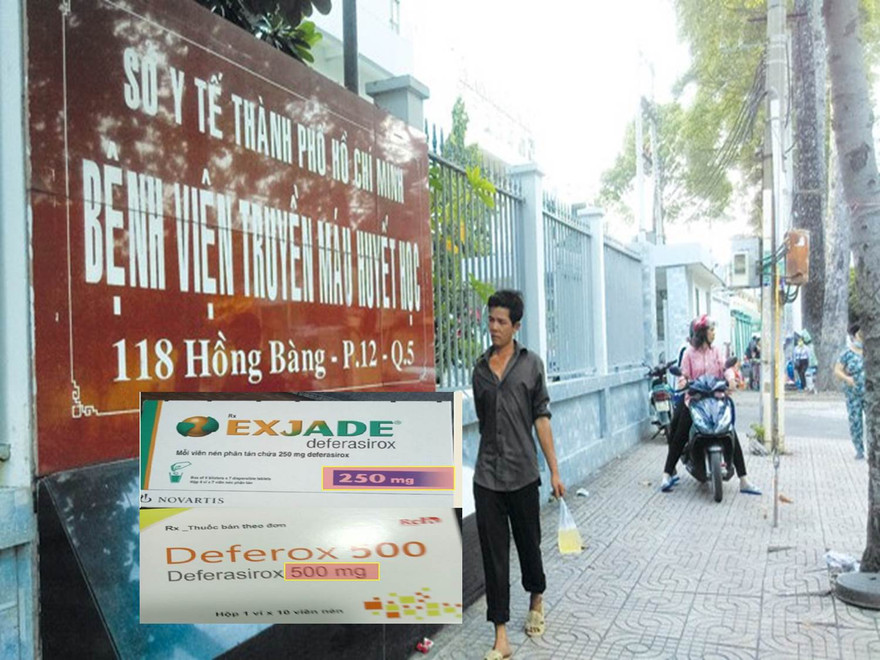 SỞ Y TẾ THÀNH PHỐ HỒ CHÍ MINH
BỆNH VIỆN TRUYỀN MÁU HUYẾT HỌC
118 Hồng Bàng - P.12 - Q.5
Rx
EXJADE®
deferasirox
Mỗi viên nén phân tán chứa 250 mg deferasirox
250 mg
NOVARTIS
Rx _Thuốc bán theo đơn
Deferox 500
Deferasirox 500 mg
Hộp 1 vỉ x 10 viên nén